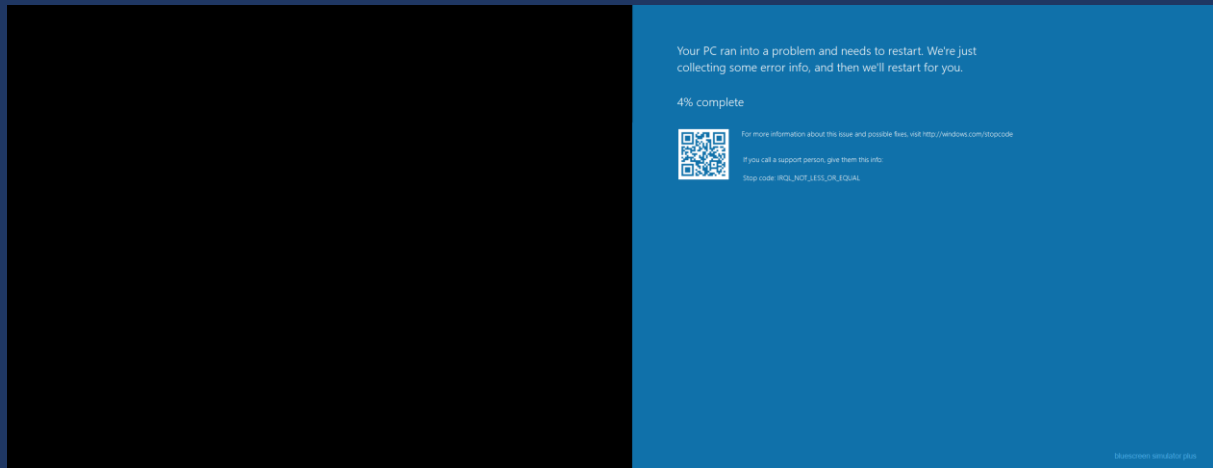 Your PC ran into a problem and needs to restart. We're just
collecting some error info, and then we'll restart for you.
4% complete
For more information about this issue and possible fixes, visit http://windows.com/stopcode
If you call a support person, give them this info:
Stop code: IRQL_NOT_LESS_OR_EQUAL
bluescreen simulator plus